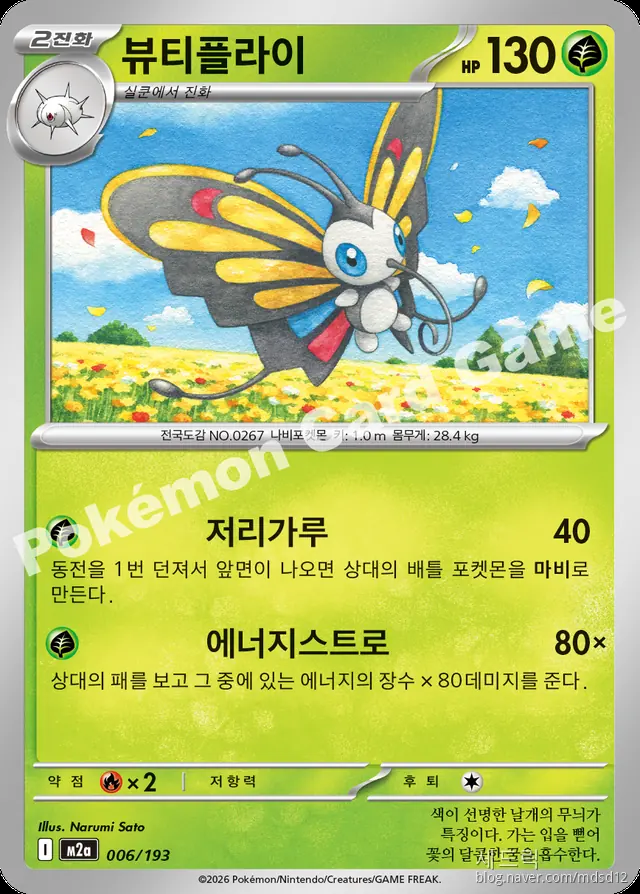 2진화
뷰티플라이
HP 130
실쿤에서 진화
전국도감 NO.0267 나비포켓몬 키: 1.0 m 몸무게: 28.4 kg
Pokémon Card Game
저리가루 40
동전을 1번 던져서 앞면이 나오면 상대의 배틀 포켓몬을 마비로
만든다.
에너지스트로 80×
상대의 패를 보고 그 중에 있는 에너지의 장수 × 80데미지를 준다.
약점 ×2 저항력 후퇴
Illus. Narumi Sato
I M2a 006/193
색이 선명한 날개의 무늬가
특징이다. 가는 입을 뻗어
꽃의 달콤한 꿀을 흡수한다.
blog.naver.com/mdsd12
©2026 Pokémon/Nintendo/Creatures/GAME FREAK.